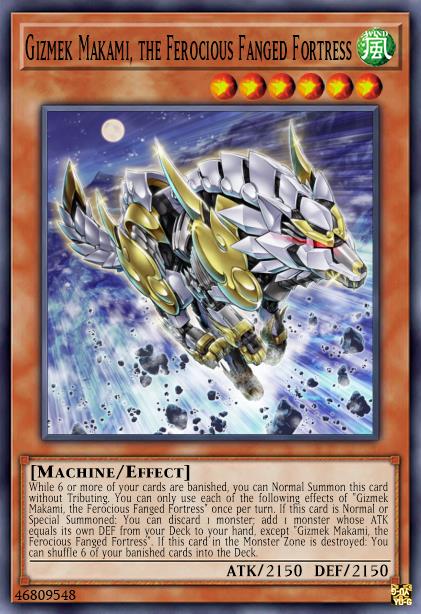 Gizmek Makami, the Ferocious Fanged Fortress
WIND
風
[Machine/Effect]
While 6 or more of your cards are banished, you can Normal Summon this card
without Tributing. You can only use each of the following effects of "Gizmek
Makami, the Ferocious Fanged Fortress" once per turn. If this card is Normal or
Special Summoned: You can discard 1 monster; add 1 monster whose ATK
equals its own DEF from your Deck to your hand, except "Gizmek Makami, the
Ferocious Fanged Fortress". If this card in the Monster Zone is destroyed: You
can shuffle 6 of your banished cards into the Deck.
ATK/2150 DEF/2150
46809548